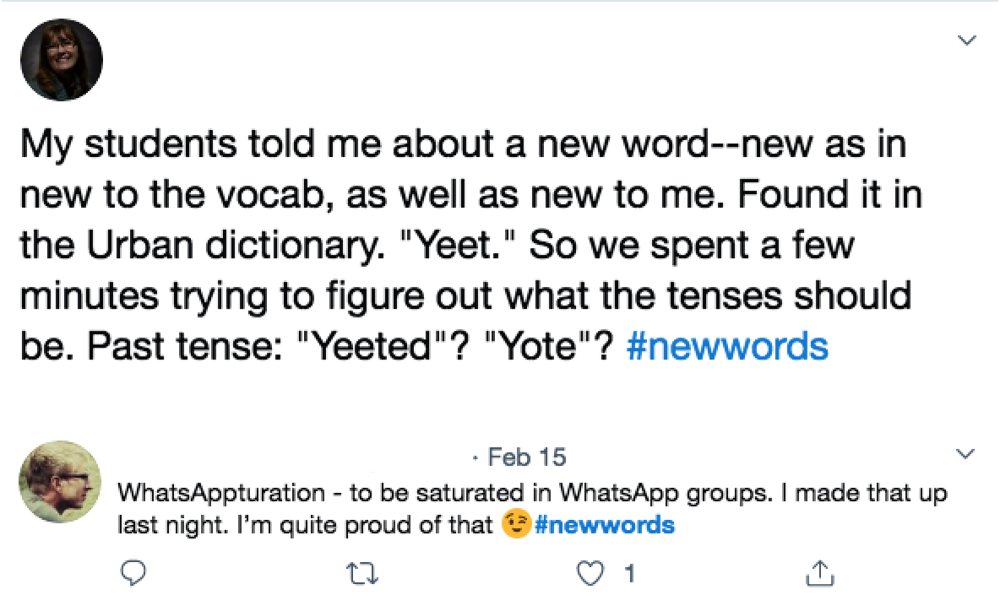 My students told me about a new word--new as in
new to the vocab, as well as new to me. Found it in
the Urban dictionary. "Yeet." So we spent a few
minutes trying to figure out what the tenses should
be. Past tense: "Yeeted"? "Yote"? #newwords
· Feb 15
WhatsAppturation - to be saturated in WhatsApp groups. I made that up
last night. I’m quite proud of that 😉#newwords
1